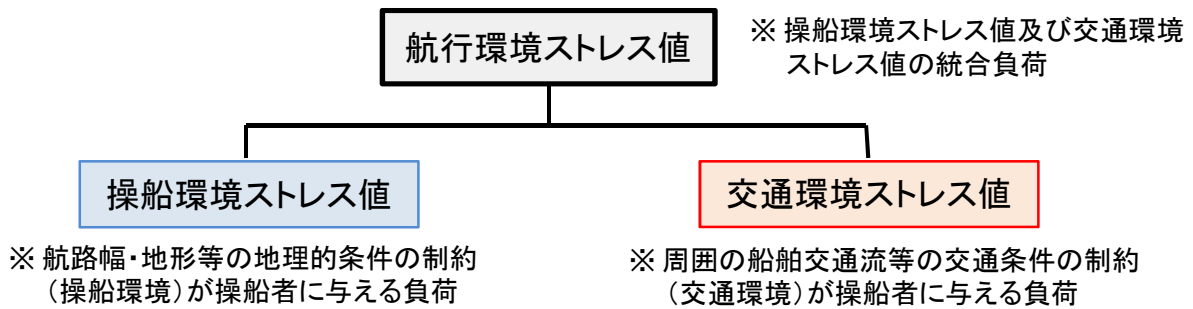 航行環境ストレス値
※ 操船環境ストレス値及び交通環境
ストレス値の統合負荷
操船環境ストレス値
交通環境ストレス値
※ 航路幅・地形等の地理的条件の制約
（操船環境）が操船者に与える負荷
※ 周囲の船舶交通流等の交通条件の制約
（交通環境）が操船者に与える負荷